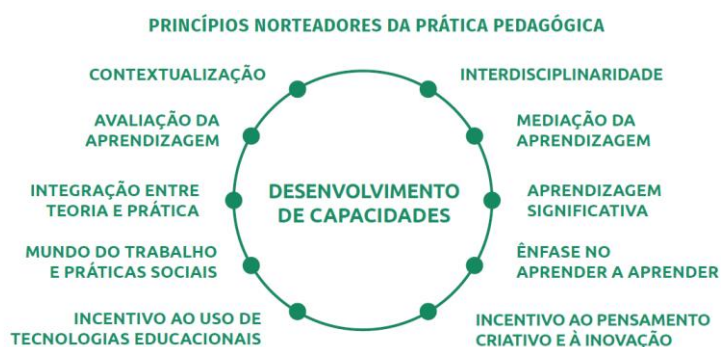 PRINCÍPIOS NORTEADORES DA PRÁTICA PEDAGÓGICA
CONTEXTUALIZAÇÃO
INTERDISCIPLINARIDADE
AVALIAÇÃO DA
APRENDIZAGEM
MEDIAÇÃO DA
APRENDIZAGEM
INTEGRAÇÃO ENTRE
TEORIA E PRÁTICA
DESENVOLVIMENTO
DE CAPACIDADES
APRENDIZAGEM
SIGNIFICATIVA
MUNDO DO TRABALHO
E PRÁTICAS SOCIAIS
ÊNFASE NO
APRENDER A APRENDER
INCENTIVO AO USO DE
TECNOLOGIAS EDUCACIONAIS
INCENTIVO AO PENSAMENTO
CRIATIVO E À INOVAÇÃO